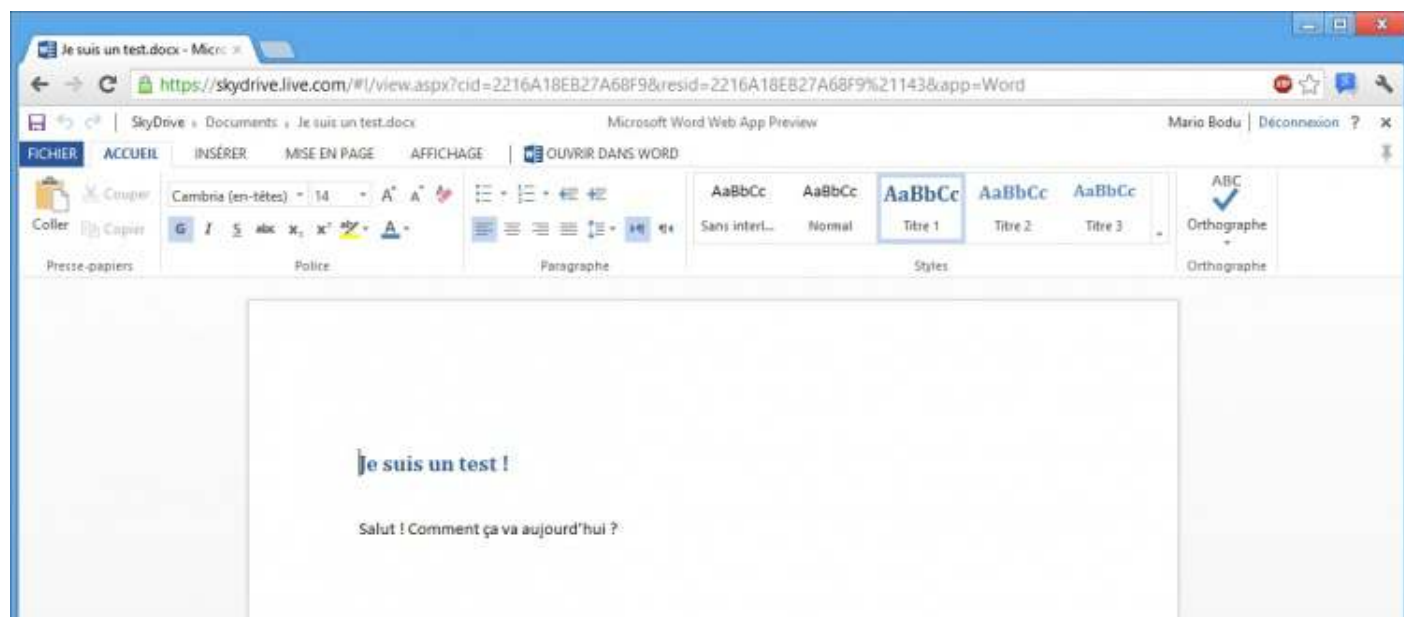 Je suis un test.docx - Micro
https://skydrive.live.com/#!/view.aspx?cid=2216A18EB27A68F9&resid=2216A18EB27A68F9%21143&app=Word
SkyDrive Documents Je suis un test.docx Microsoft Word Web App Preview Mario Bodu Déconnexion ?
FICHIER ACCUEIL INSÉRER MISE EN PAGE AFFICHAGE OUVRIR DANS WORD
Coller Couper Copier
Cambria (en-têtes) 14 A A
G I S abc x, x² aby A
AaBbCc AaBbCc AaBbCc AaBbCc AaBbCc
Sans interl... Normal Titre 1 Titre 2 Titre 3
ABC
Orthographe
Presse-papiers Police Paragraphe Styles Orthographe
Je suis un test !
Salut ! Comment ça va aujourd'hui ?